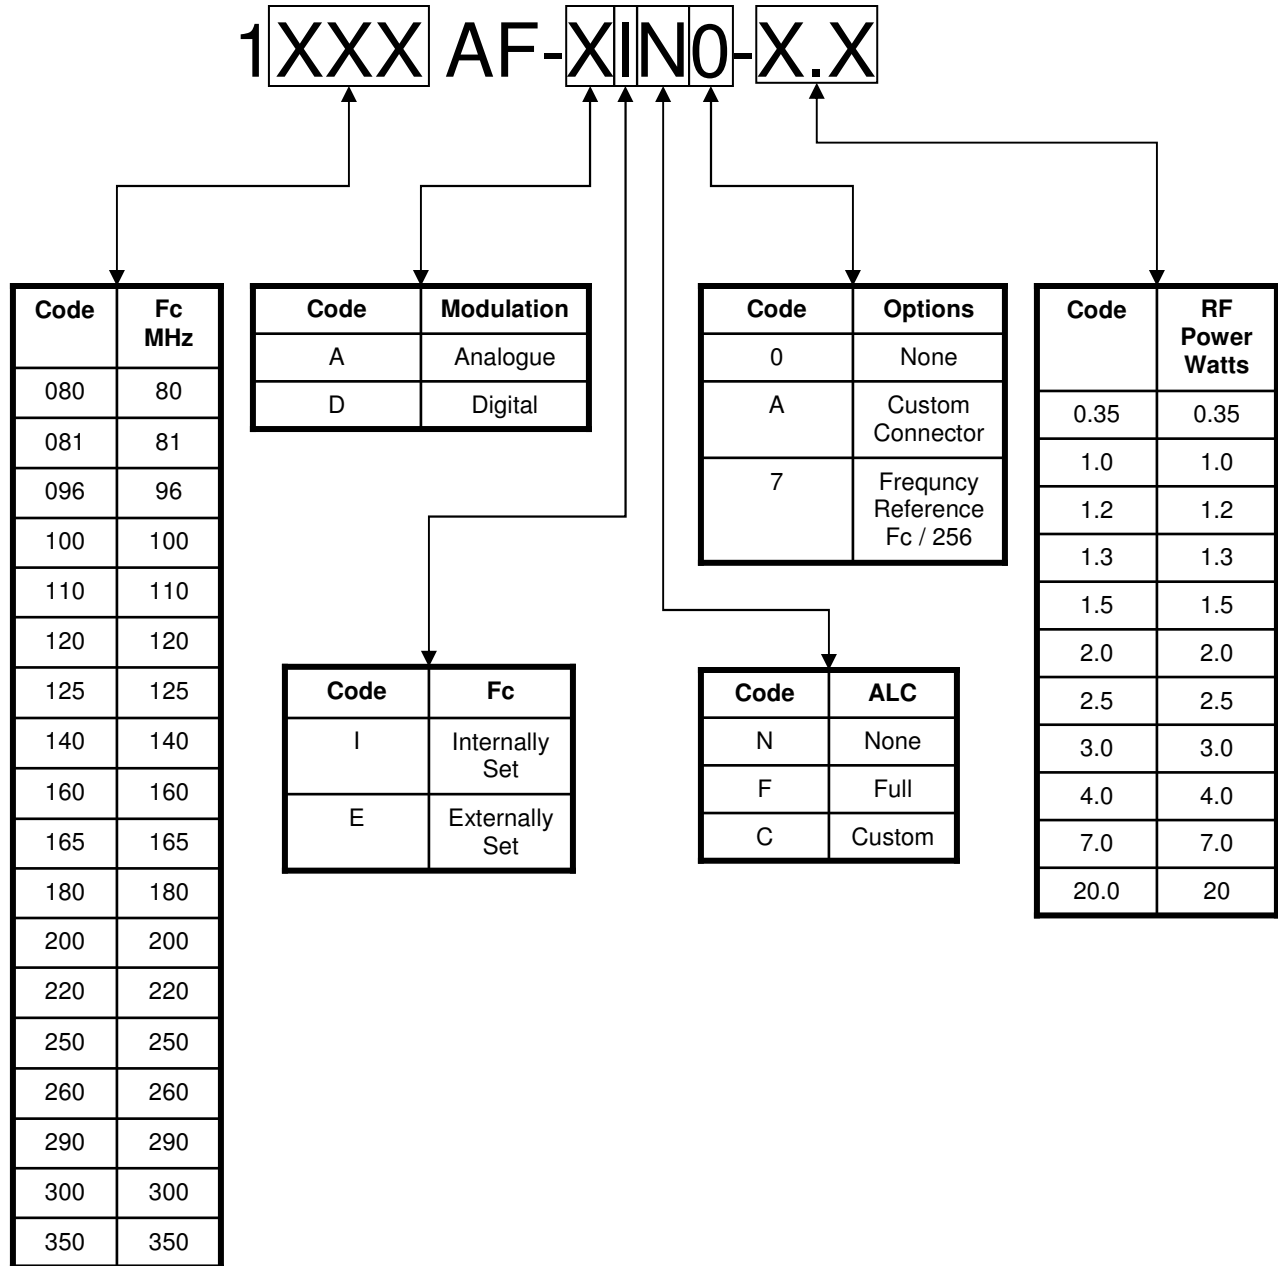 1XXX AF-XIN0-X.X
Code Fc MHz
080 80
081 81
096 96
100 100
110 110
120 120
125 125
140 140
160 160
165 165
180 180
200 200
220 220
250 250
260 260
290 290
300 300
350 350
Code Modulation
A Analogue
D Digital
Code Fc
I Internally Set
E Externally Set
Code Options
0 None
A Custom Connector
7 Frequncy Reference Fc / 256
Code ALC
N None
F Full
C Custom
Code RF Power Watts
0.35 0.35
1.0 1.0
1.2 1.2
1.3 1.3
1.5 1.5
2.0 2.0
2.5 2.5
3.0 3.0
4.0 4.0
7.0 7.0
20.0 20